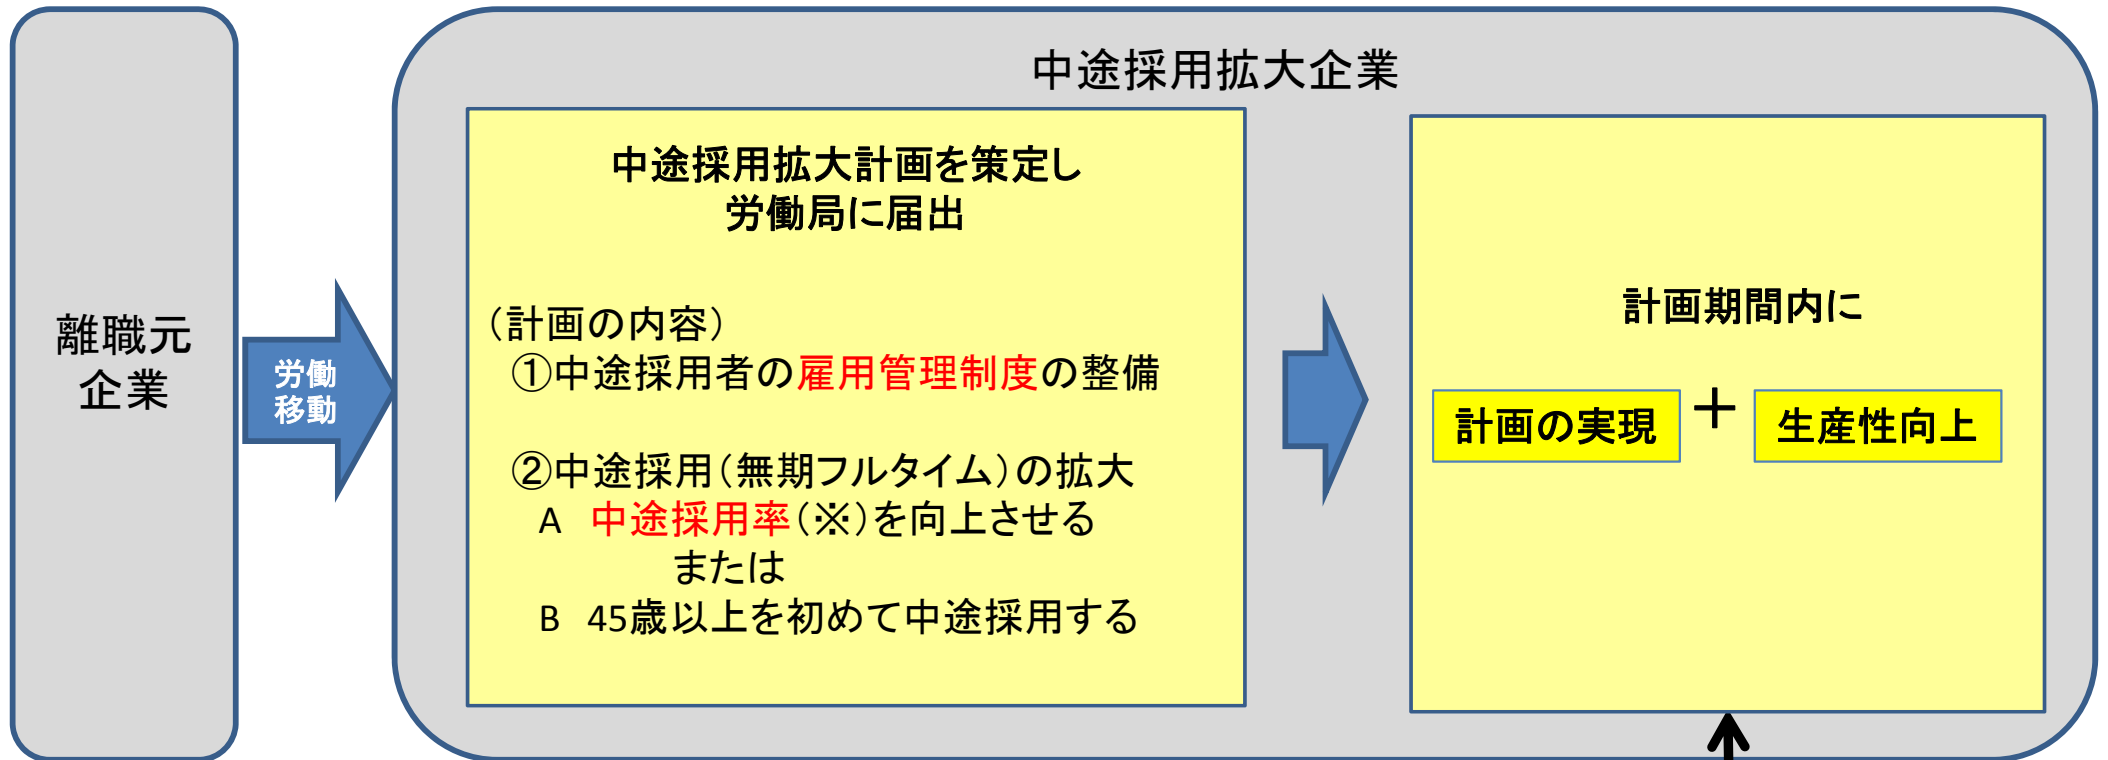 離職元
企業
労働
移動
中途採用拡大企業
中途採用拡大計画を策定し
労働局に届出
（計画の内容）
①中途採用者の雇用管理制度の整備
②中途採用（無期フルタイム）の拡大
A　中途採用率（※）を向上させる
または
B　45歳以上を初めて中途採用する
計画期間内に
計画の実現
＋
生産性向上